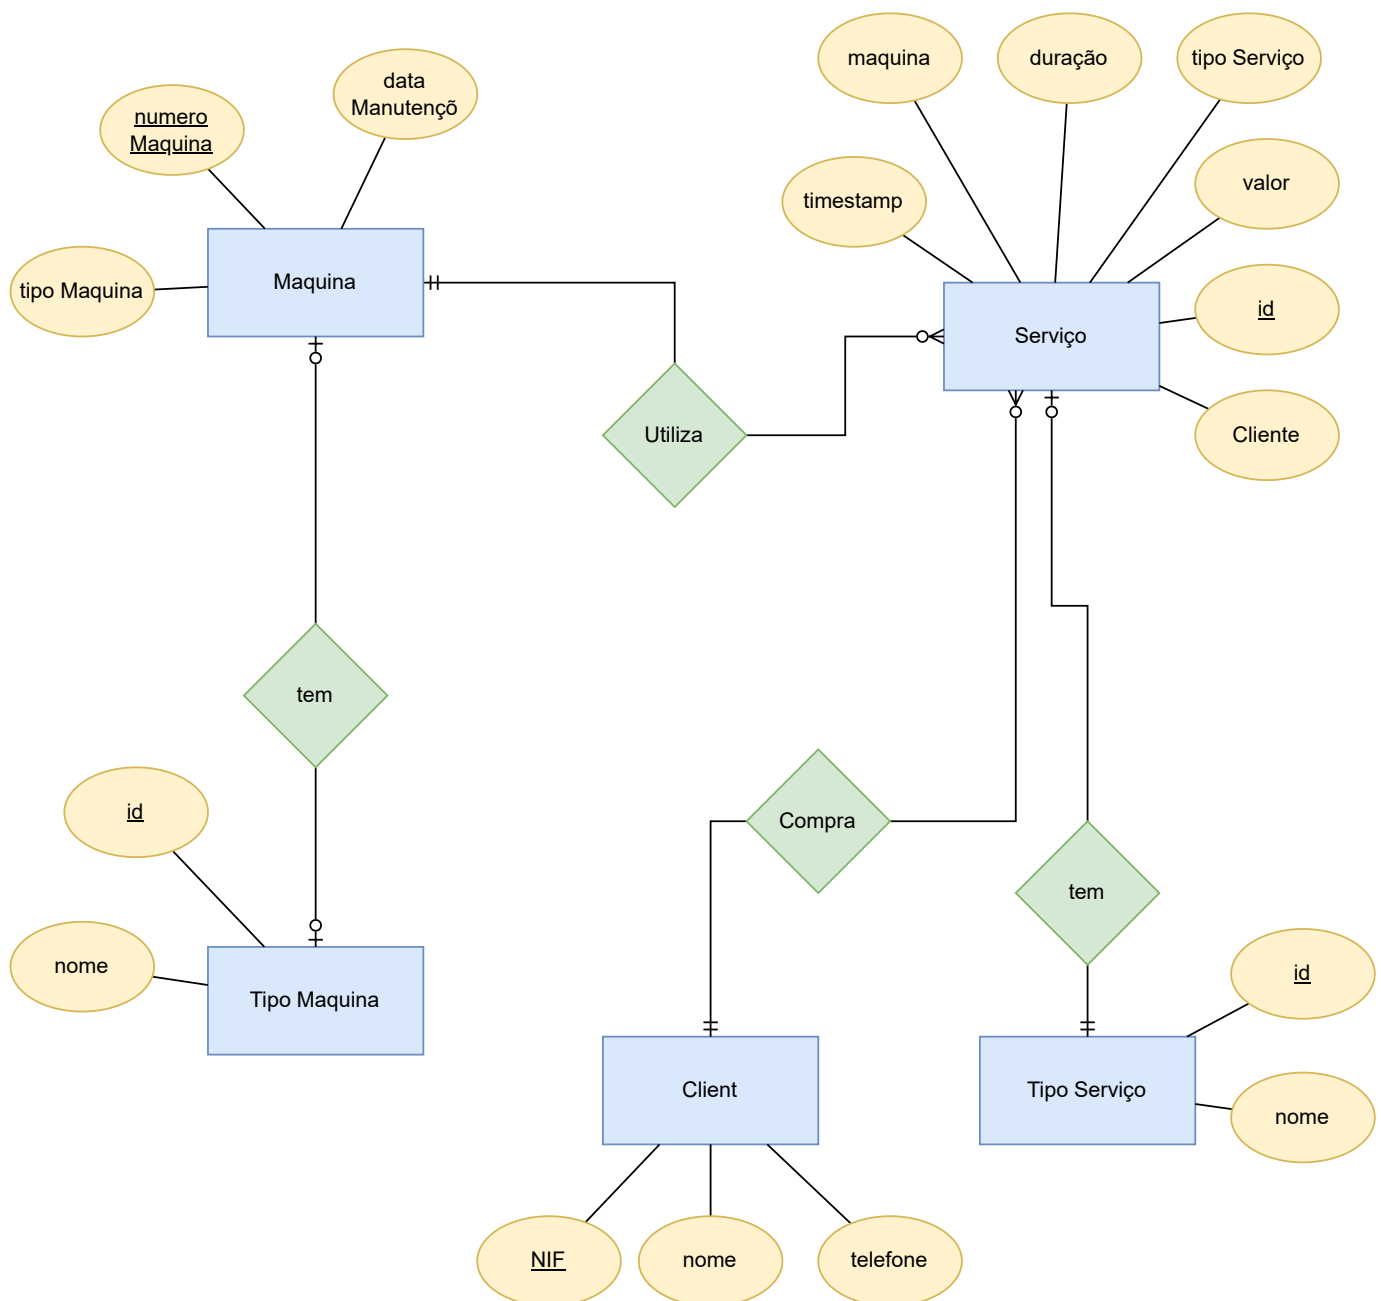 maquina
duração
tipo Serviço
data
Manutençõ
numero
Maquina
valor
timestamp
Maquina
tipo Maquina
id
Serviço
Utiliza
Cliente
tem
id
Compra
tem
nome
id
Tipo Maquina
Client
Tipo Serviço
nome
NIF
nome
telefone